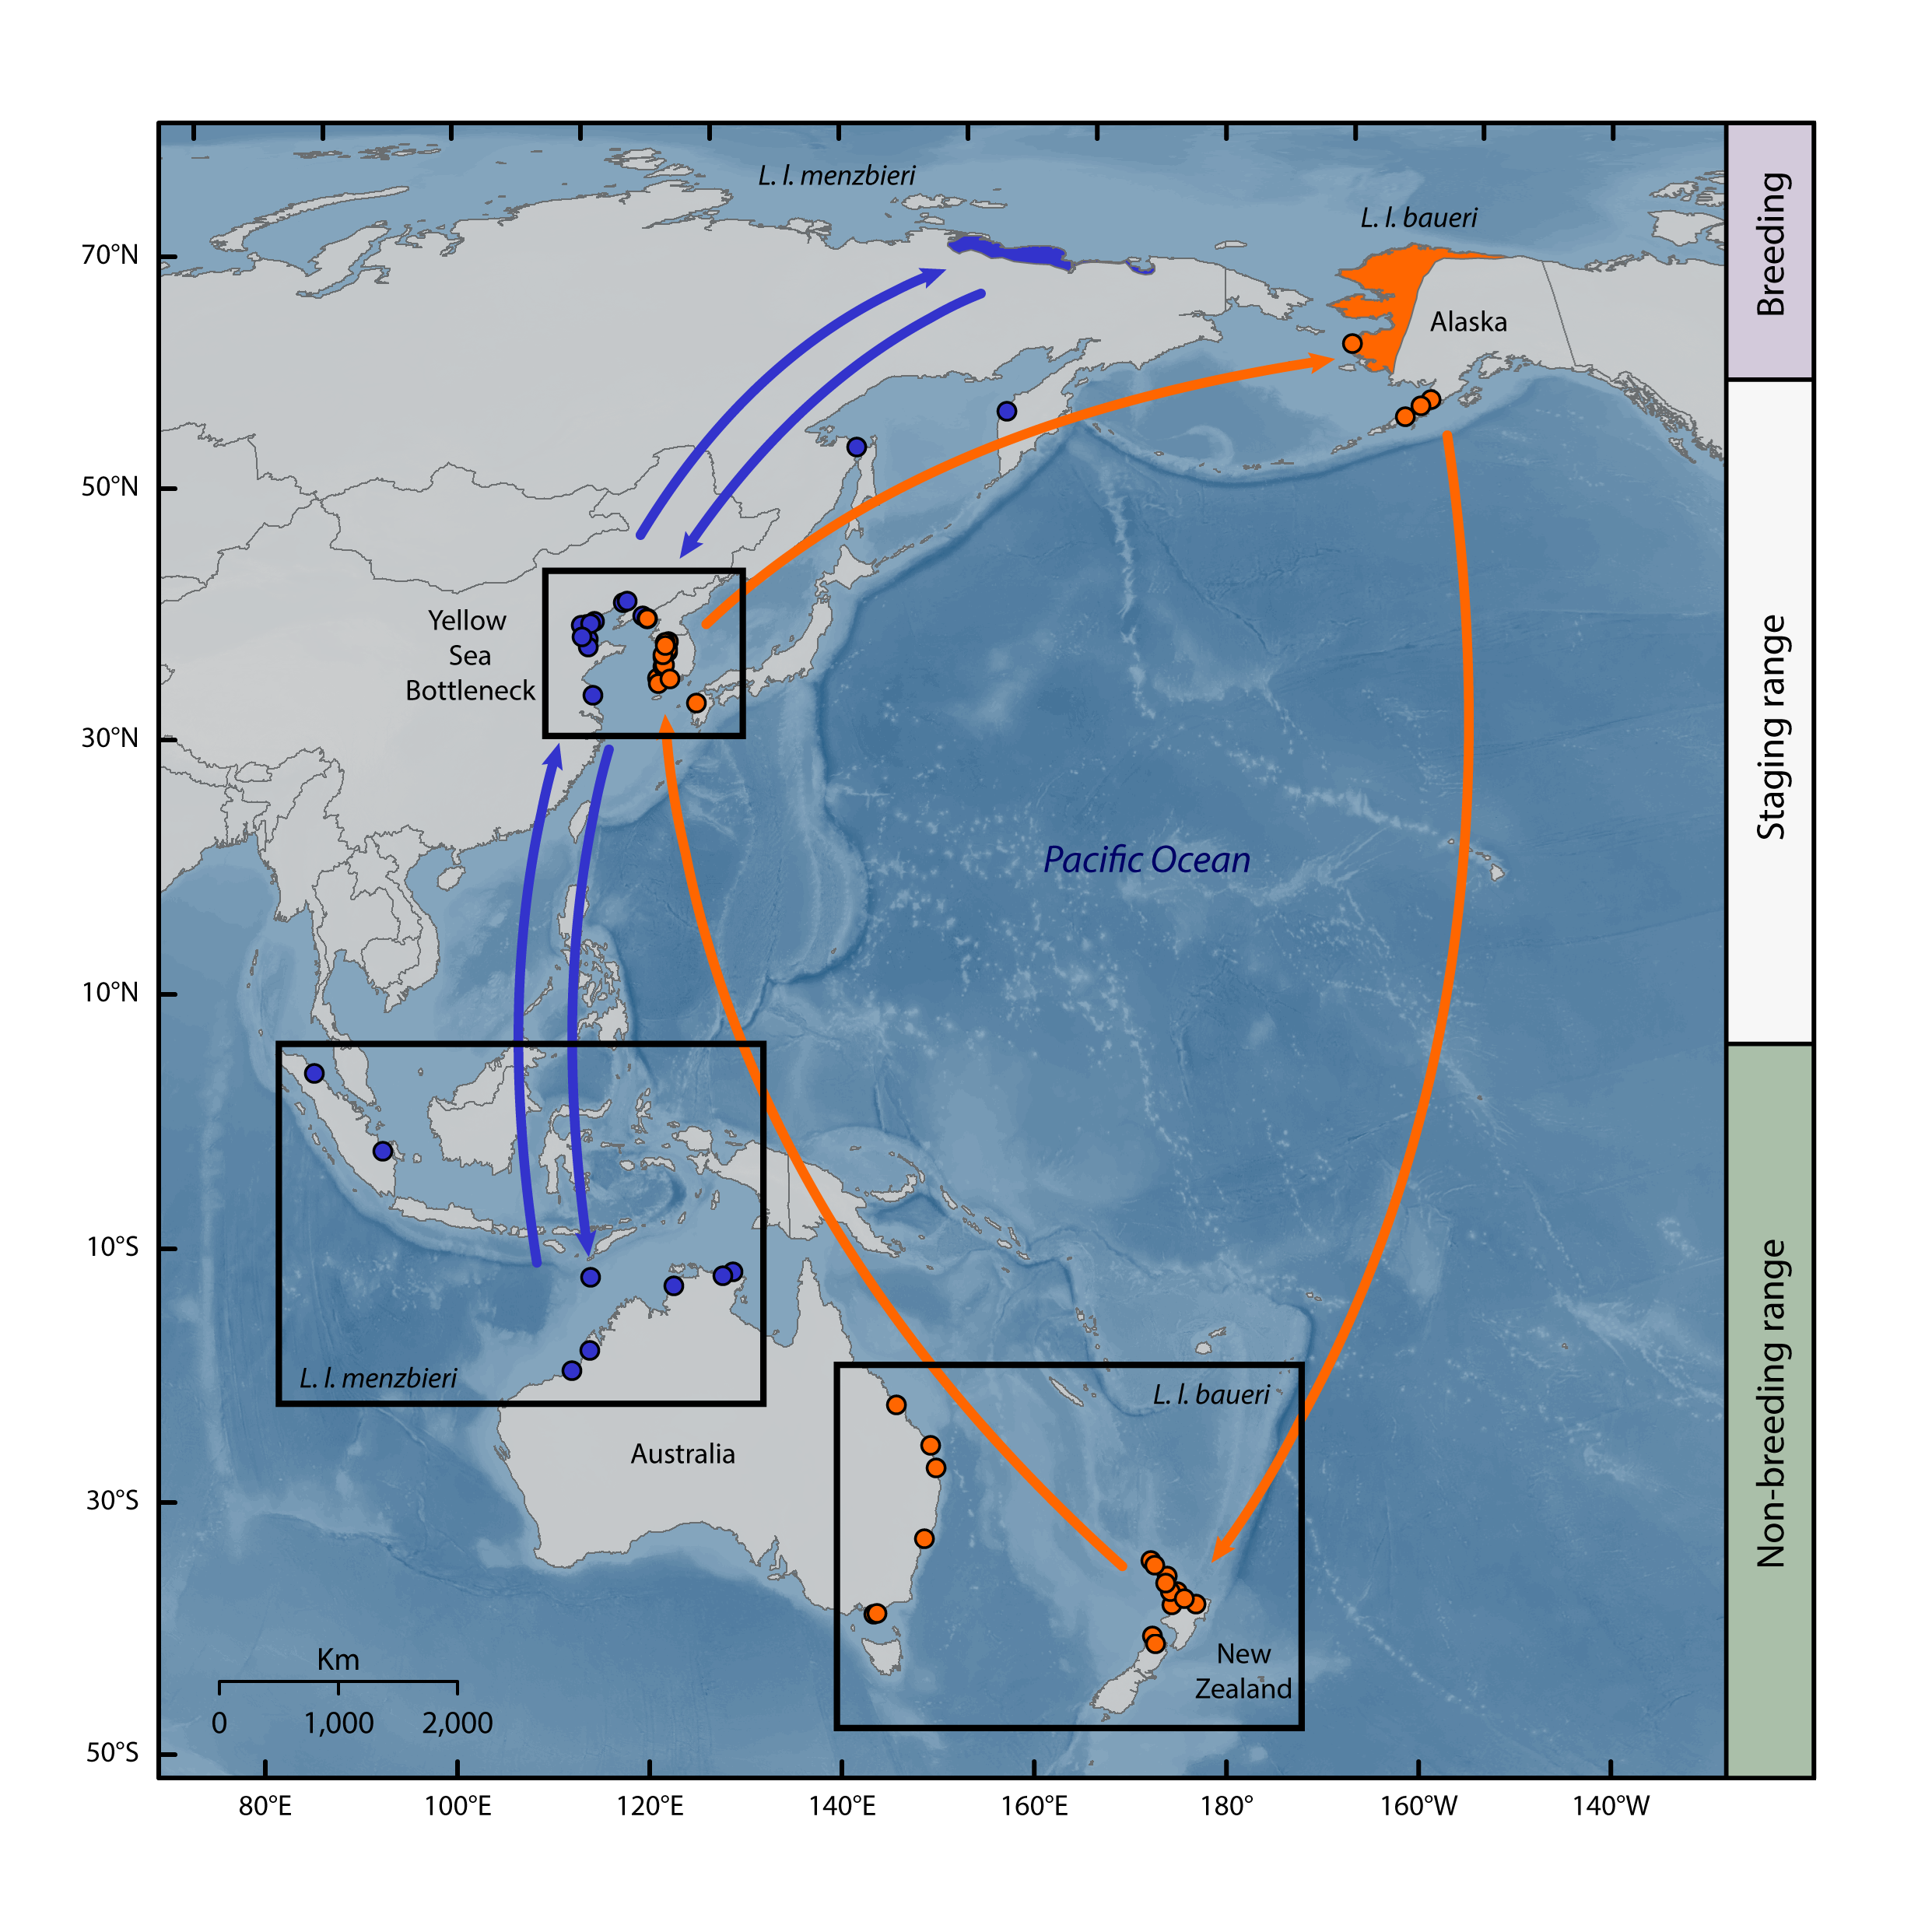 L. l. menzbieri
L. l. baueri
Breeding
70°N
Alaska
50°N
Yellow
Sea
Bottleneck
Staging range
30°N
Pacific Ocean
10°N
10°S
Non-breeding range
L. l. menzbieri
L. l. baueri
Australia
30°S
New
Zealand
Km
0 1,000 2,000
50°S
80°E 100°E 120°E 140°E 160°E 180° 160°W 140°W